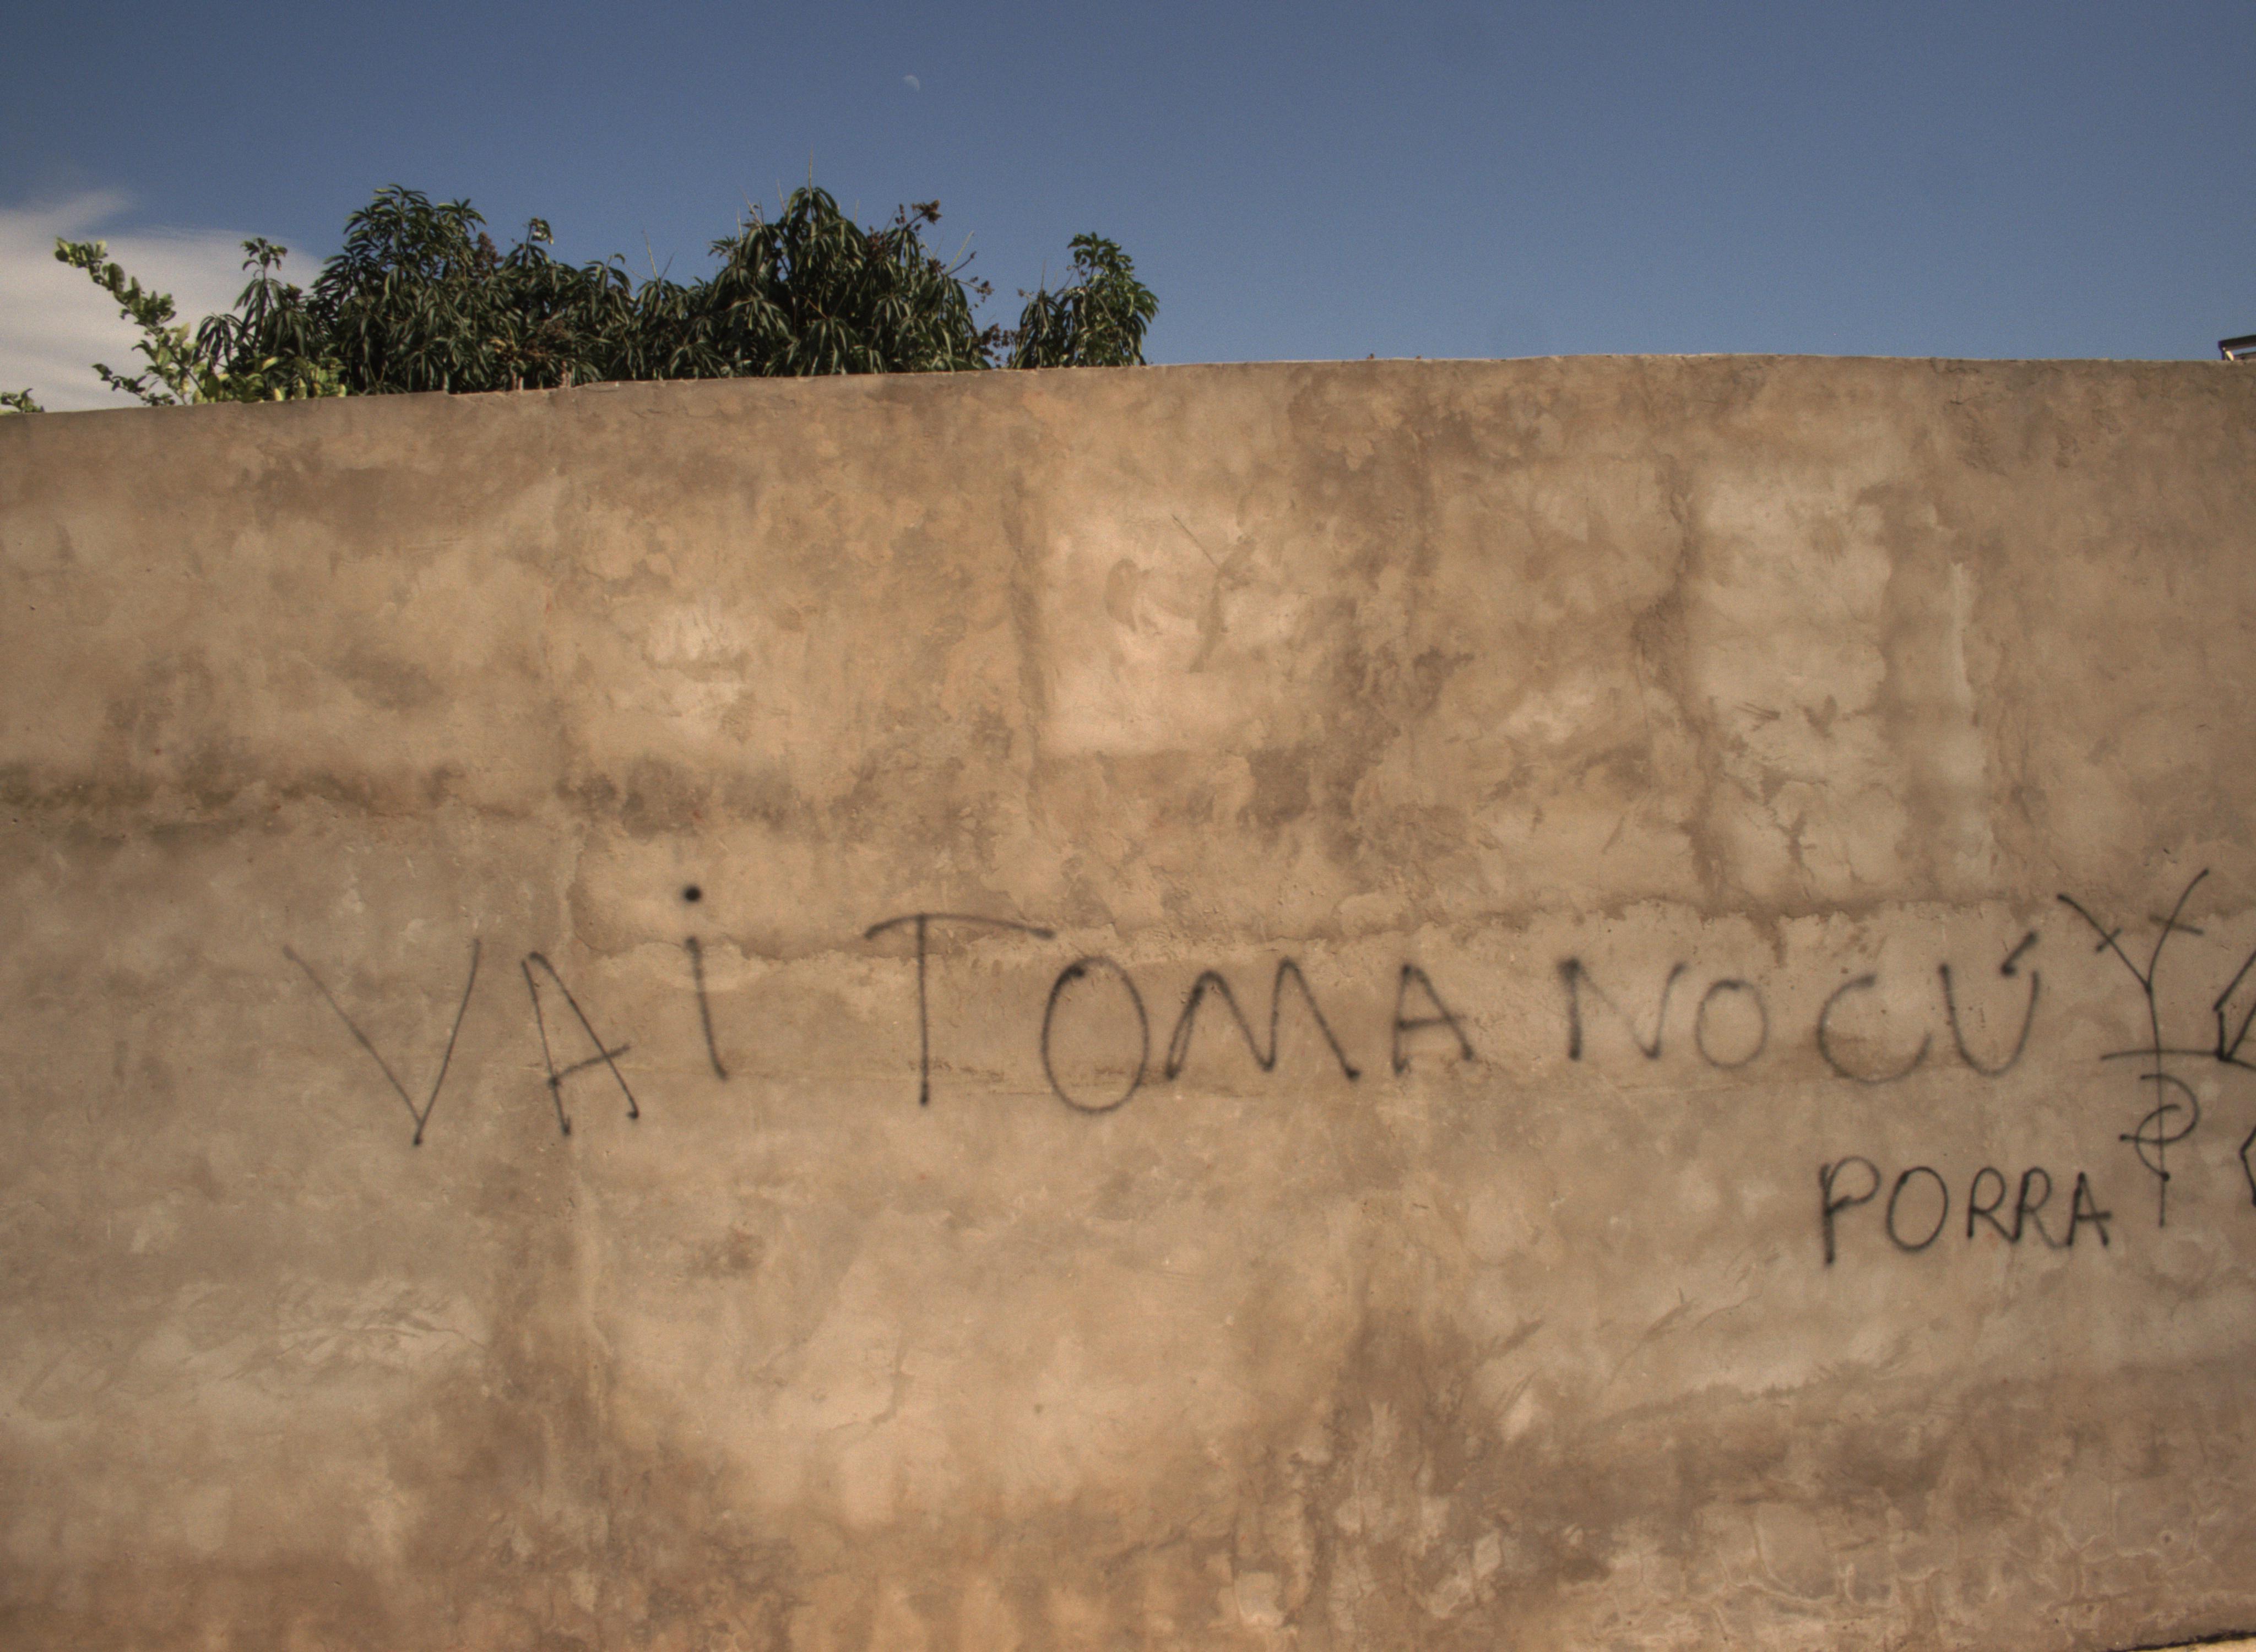 VAi TOMA NO CÚ
PORRA